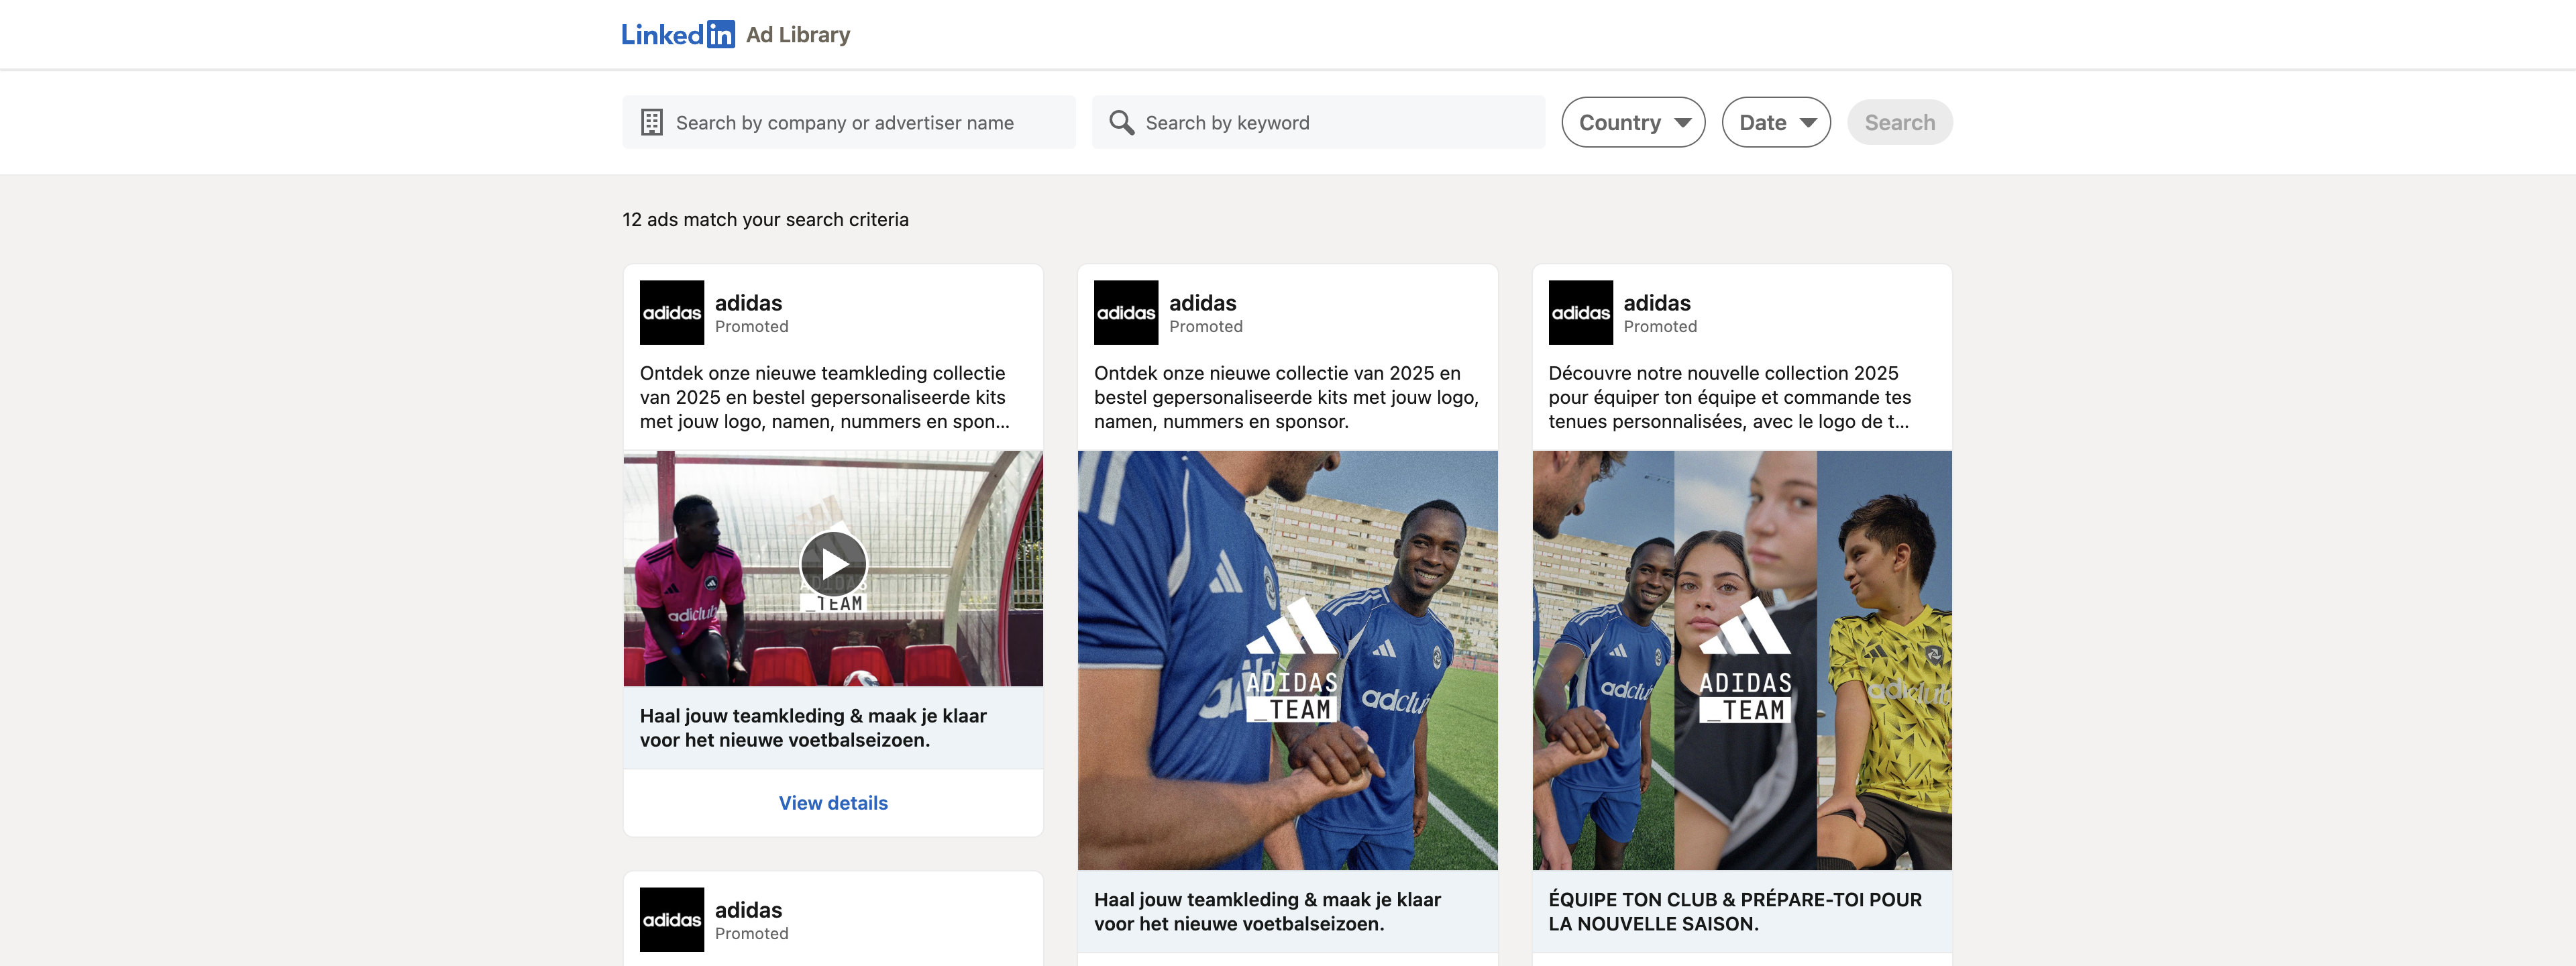 LinkedIn Ad Library
Search by company or advertiser name
Search by keyword
Country
Date
Search
12 ads match your search criteria
adidas
adidas
Promoted
Ontdek onze nieuwe teamkleding collectie
van 2025 en bestel gepersonaliseerde kits
met jouw logo, namen, nummers en spon...
adiclub
_TEAM
Haal jouw teamkleding & maak je klaar
voor het nieuwe voetbalseizoen.
View details
adidas
adidas
Promoted
adidas
adidas
Promoted
Ontdek onze nieuwe collectie van 2025 en
bestel gepersonaliseerde kits met jouw logo,
namen, nummers en sponsor.
ADIDAS
_TEAM
Haal jouw teamkleding & maak je klaar
voor het nieuwe voetbalseizoen.
adidas
adidas
Promoted
Découvre notre nouvelle collection 2025
pour équiper ton équipe et commande tes
tenues personnalisées, avec le logo de t...
ADIDAS
_TEAM
ÉQUIPE TON CLUB & PRÉPARE-TOI POUR
LA NOUVELLE SAISON.